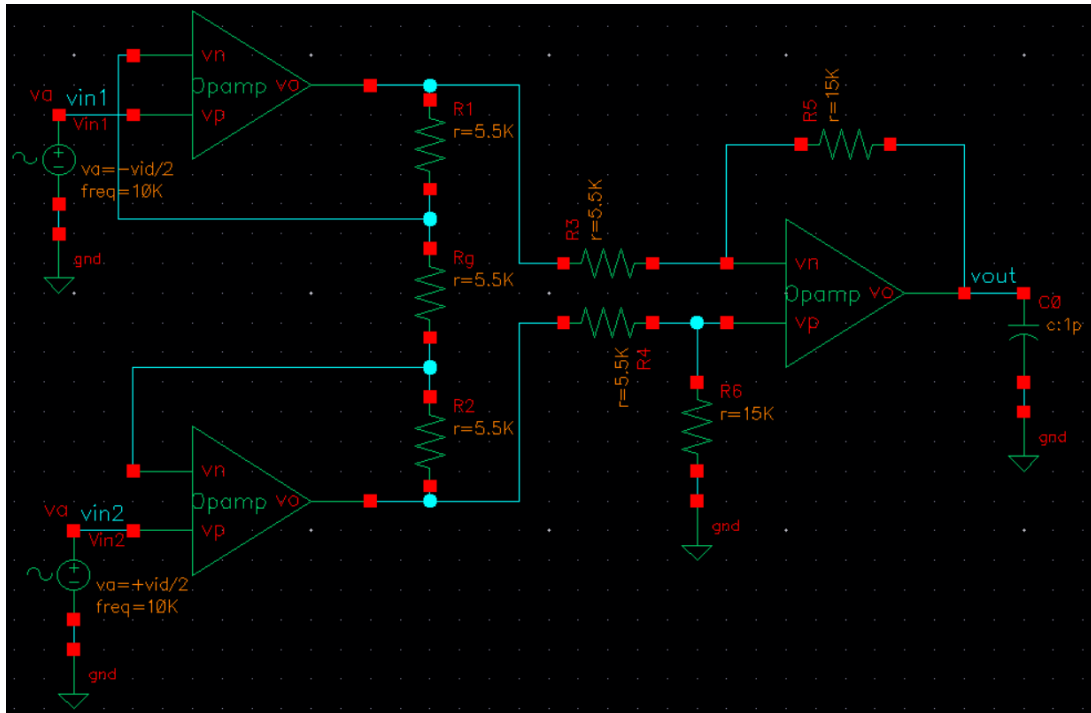 vn
Opamp
vo
va
vin1
Vin1
vp
va=-vid/2
freq=10K
gnd
R1
r=5.5K
Rg
r=5.5K
R2
r=5.5K
R3
r=5.5K
R4
r=5.5K
R5
r=15K
vn
Opamp
vo
vp
vout
C0
c:1p
gnd
R6
r=15K
gnd
vn
Opamp
vo
va
vin2
Vin2
vp
va=+vid/2
freq=10K
gnd